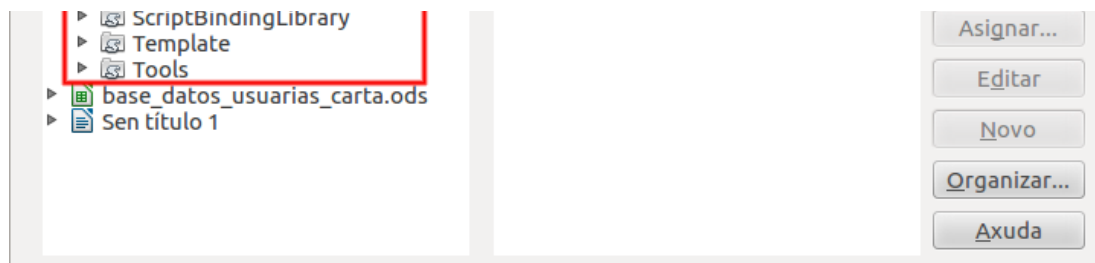 ScriptBindingLibrary
Template
Tools
base_datos_usuarias_carta.ods
Sen título 1
Asignar...
Editar
Novo
Organizar...
Axuda